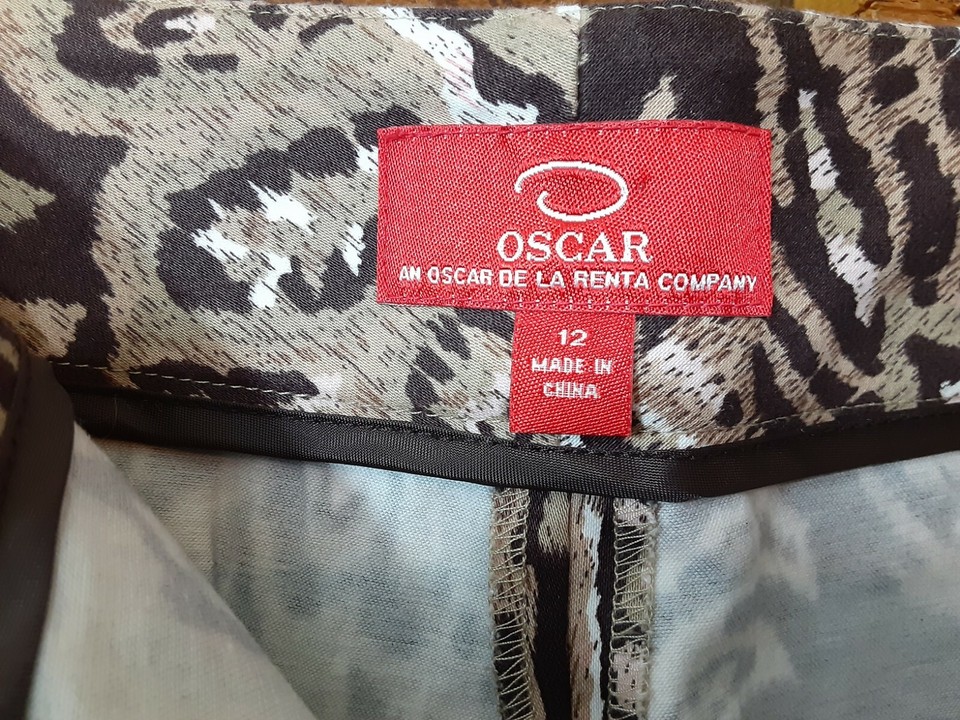 OSCAR
AN OSCAR DE LA RENTA COMPANY
12
MADE IN
CHINA